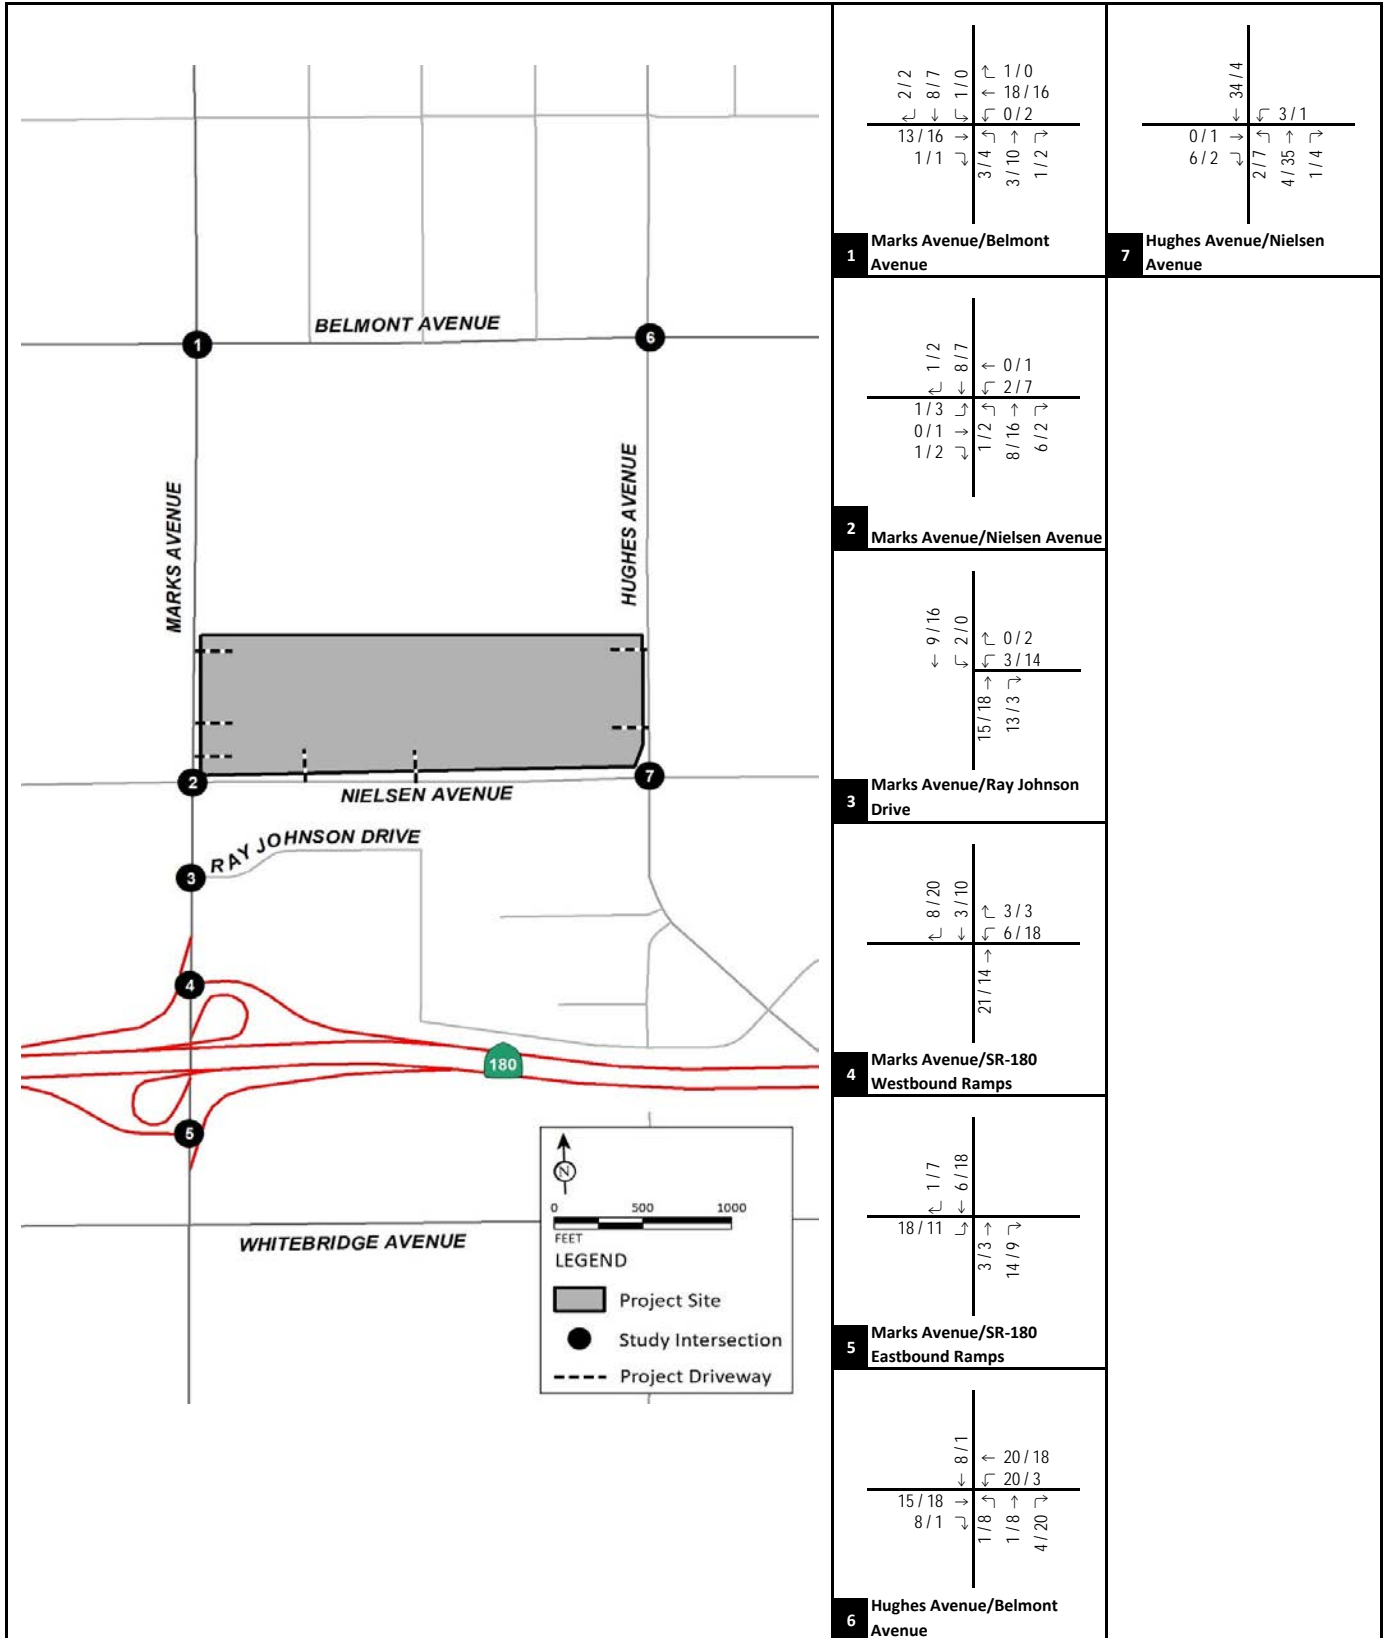 BELMONT AVENUE
1
6
MARKS AVENUE
HUGHES AVENUE
2
7
NIELSEN AVENUE
RAY JOHNSON DRIVE
3
4
180
5
WHITEBRIDGE AVENUE
N
0 500 1000
FEET
LEGEND
Project Site
Study Intersection
Project Driveway
2 / 2
8 / 7
1 / 0
↑ 1 / 0
← 18 / 16
0 / 2
13 / 16 →
1 / 1
3 / 4
3 / 10
1 / 2
1 Marks Avenue/Belmont
Avenue
34 / 4
3 / 1
0 / 1 →
6 / 2
2 / 7
4 / 35
1 / 4
7 Hughes Avenue/Nielsen
Avenue
1 / 2
8 / 7
← 0 / 1
2 / 7
1 / 3
0 / 1 →
1 / 2
1 / 2
8 / 16
6 / 2
2 Marks Avenue/Nielsen Avenue
9 / 16
2 / 0
0 / 2
3 / 14
15 / 18
13 / 3
3 Marks Avenue/Ray Johnson
Drive
8 / 20
3 / 10
3 / 3
6 / 18
21 / 14
4 Marks Avenue/SR-180
Westbound Ramps
1 / 7
6 / 18
18 / 11
3 / 3
14 / 9
5 Marks Avenue/SR-180
Eastbound Ramps
8 / 1
← 20 / 18
20 / 3
15 / 18 →
8 / 1
1 / 8
1 / 8
4 / 20
6 Hughes Avenue/Belmont
Avenue